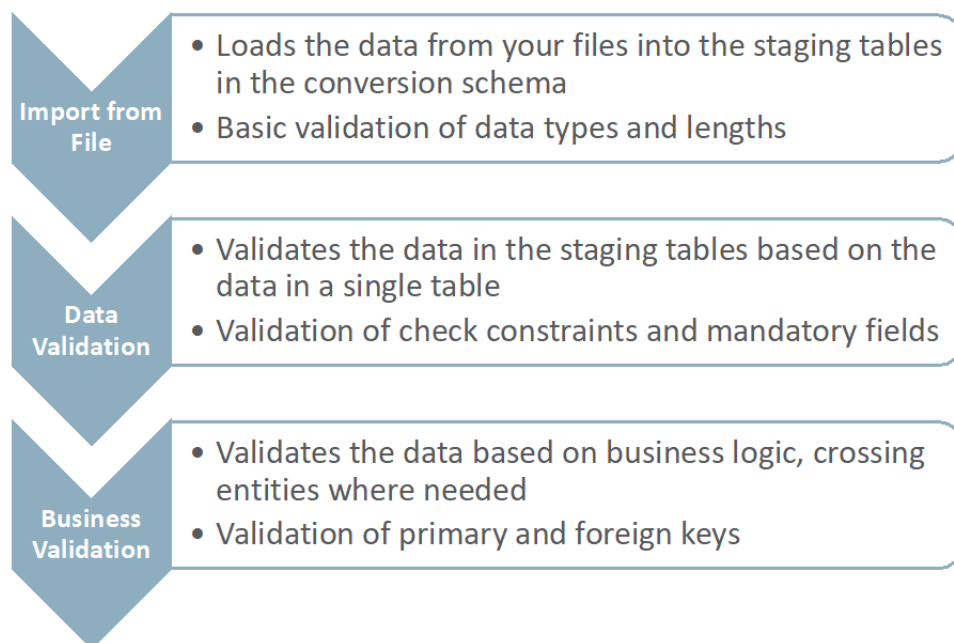 Import from
File
• Loads the data from your files into the staging tables
in the conversion schema
• Basic validation of data types and lengths
Data
Validation
• Validates the data in the staging tables based on the
data in a single table
• Validation of check constraints and mandatory fields
Business
Validation
• Validates the data based on business logic, crossing
entities where needed
• Validation of primary and foreign keys